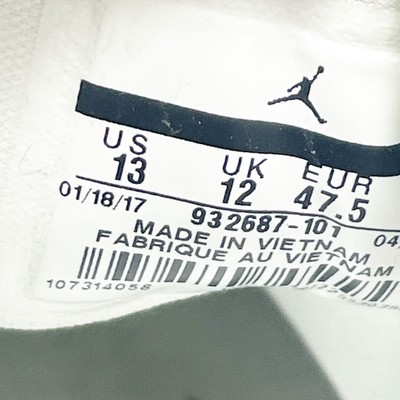 US UK EUR
13 12 47.5
01/18/17 932687-101 04/
MADE IN VIETNAM
FABRIQUE AU VIETNAM
107314058